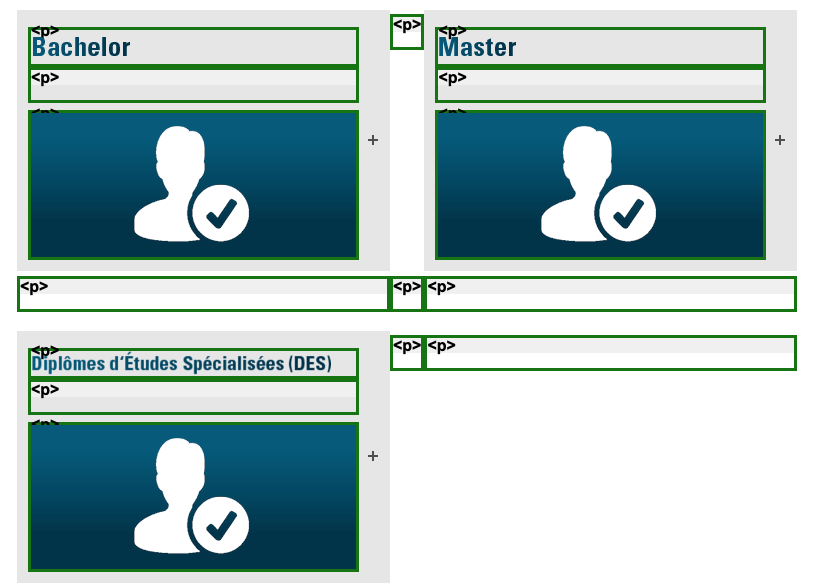 <p> <p> <p>
Bachelor Master
<p> <p>
<p> <p>
+ +
<p> <p> <p>
<p> <p> <p>
Diplômes d'Études Spécialisées (DES)
<p>
<p>
+